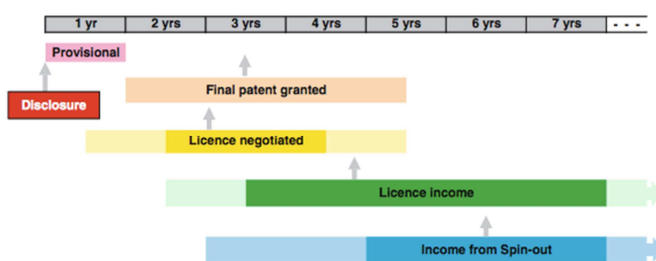 1 yr 2 yrs 3 yrs 4 yrs 5 yrs 6 yrs 7 yrs - - -
Provisional
Final patent granted
Disclosure
Licence negotiated
Licence income
Income from Spin-out